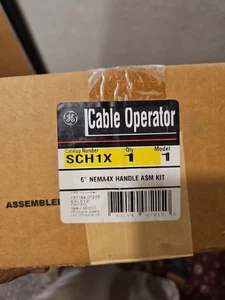 GE
Cable Operator
Catalog Number Qty Model
SCH1X 1 1
6" NEMA4X HANDLE ASM KIT
ASSEMBLE